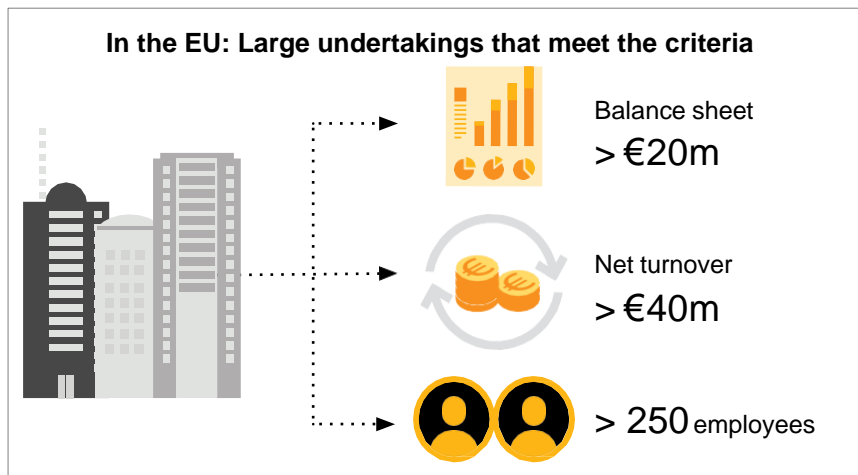 In the EU: Large undertakings that meet the criteria
Balance sheet
> €20m
Net turnover
> €40m
> 250 employees